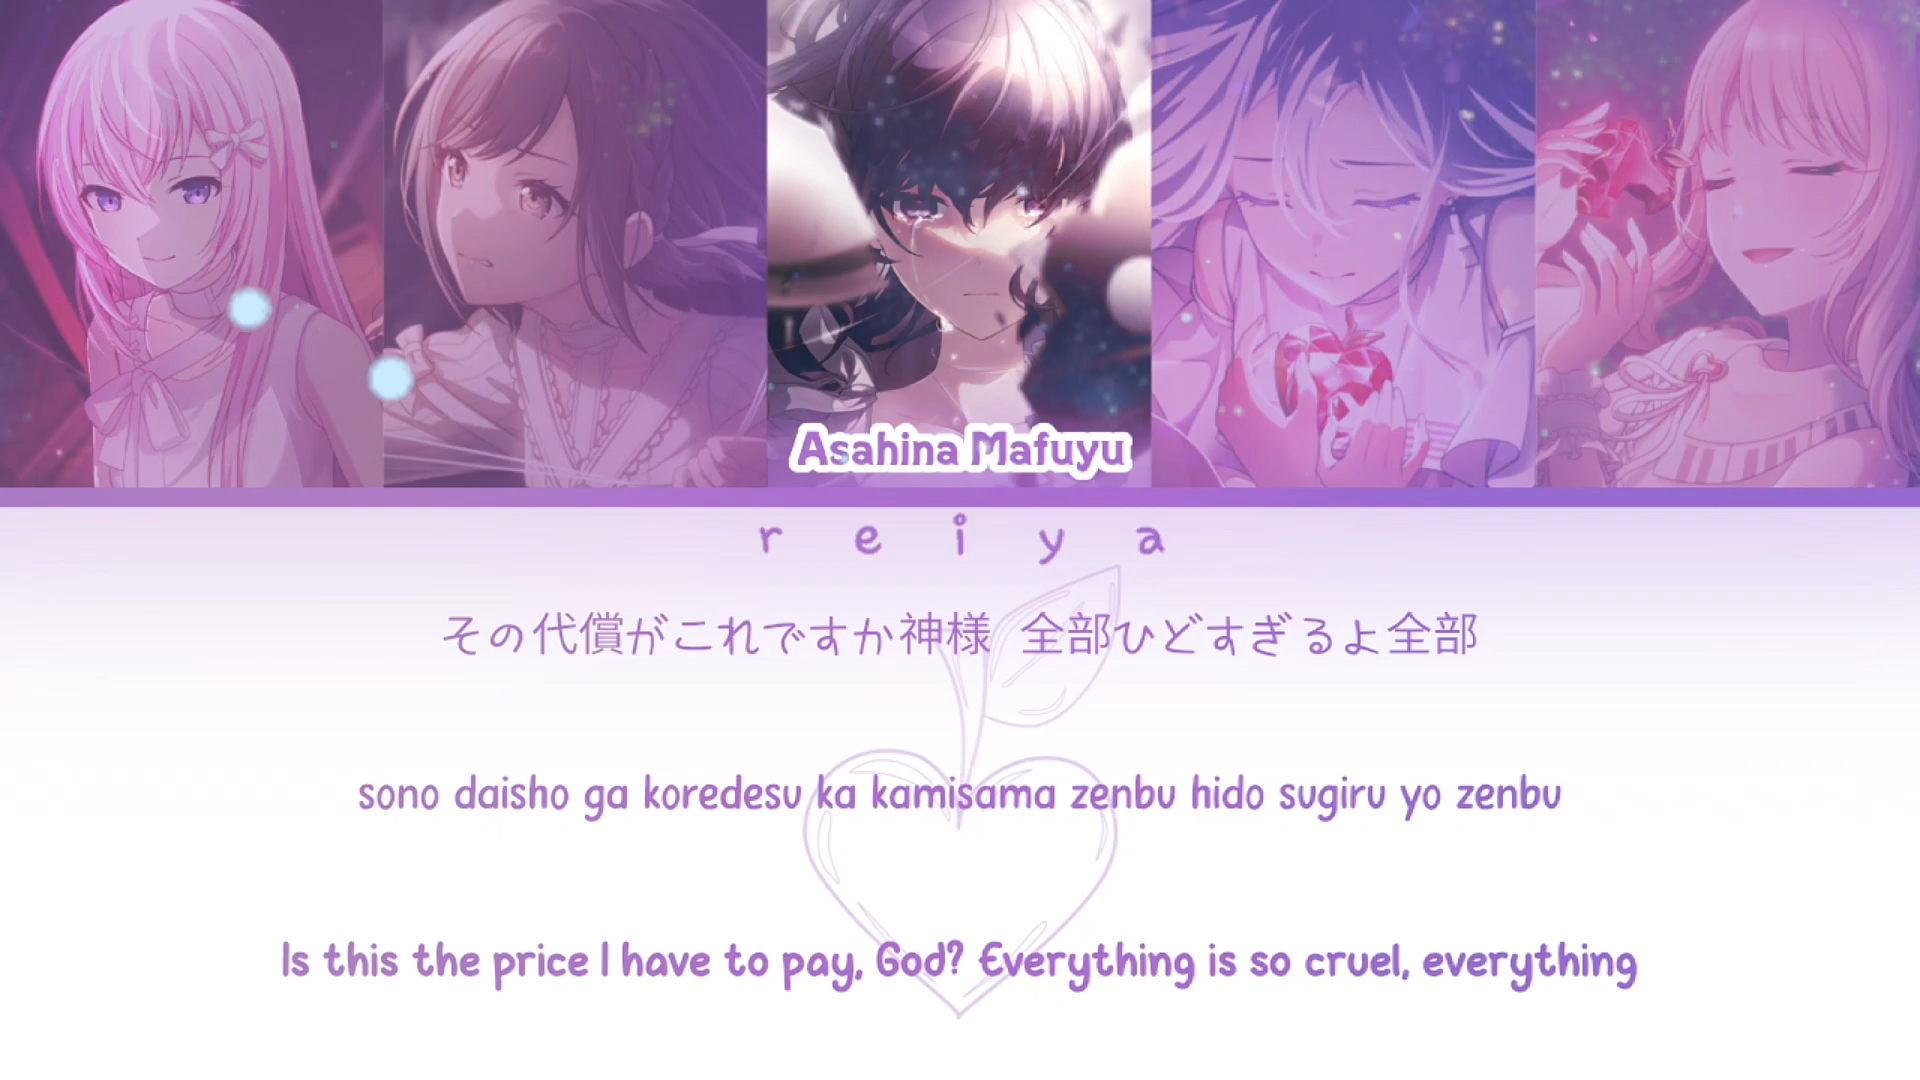 Asahina Mafuyu
reiya
その代償がこれですか神様 全部ひどすぎるよ全部
sono daisho ga koredesu ka kamisama zenbu hido sugiru yo zenbu
Is this the price I have to pay, God? Everything is so cruel, everything